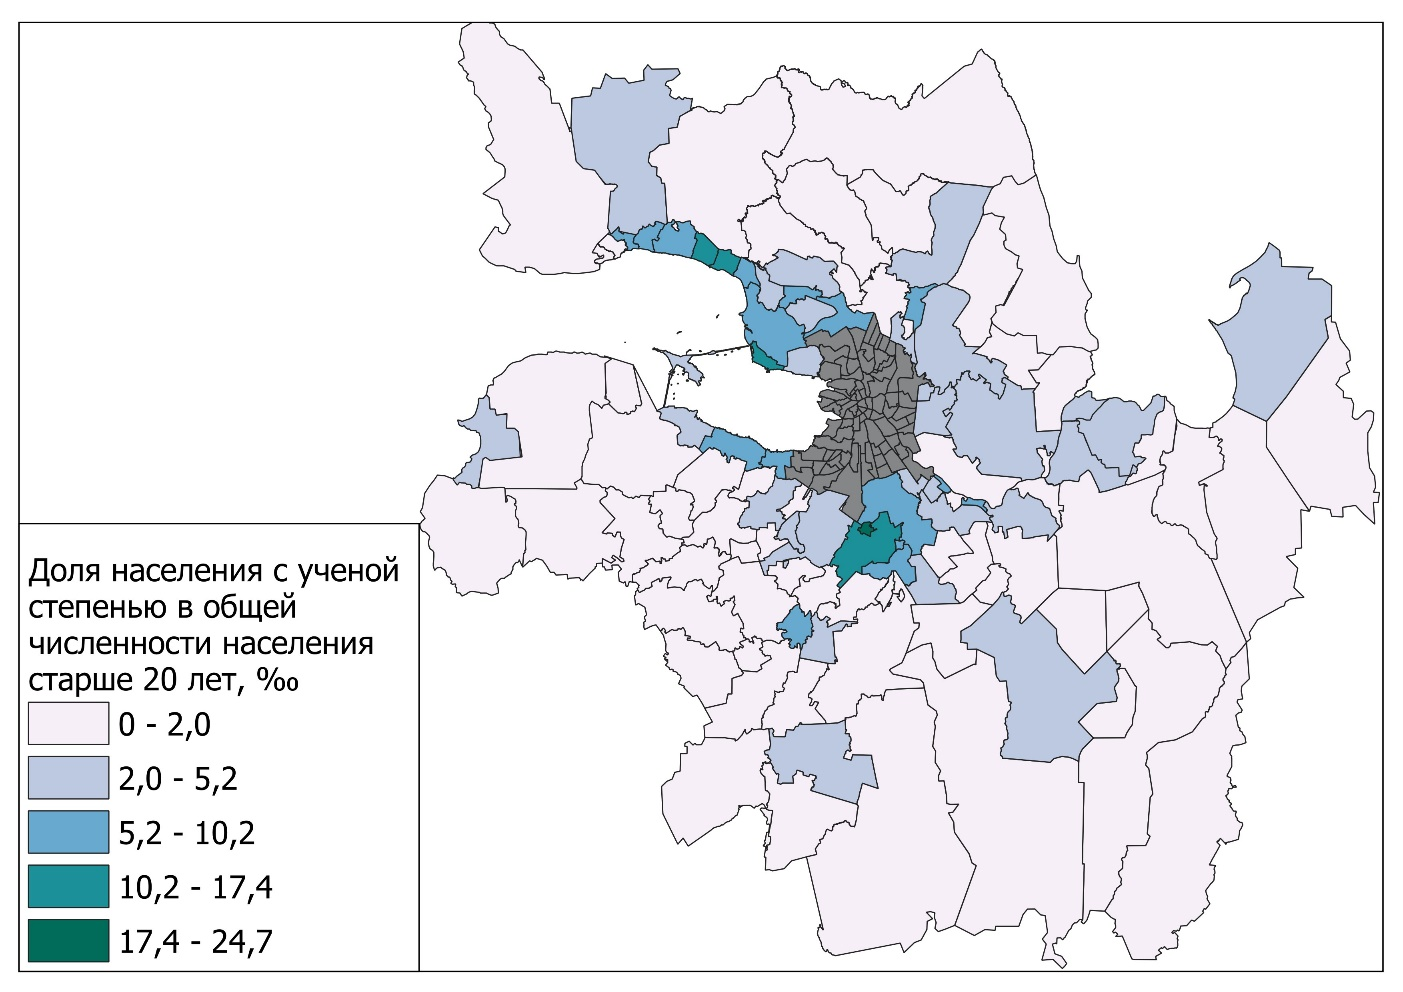 Доля населения с ученой
степенью в общей
численности населения
старше 20 лет, ‰
0 - 2,0
2,0 - 5,2
5,2 - 10,2
10,2 - 17,4
17,4 - 24,7